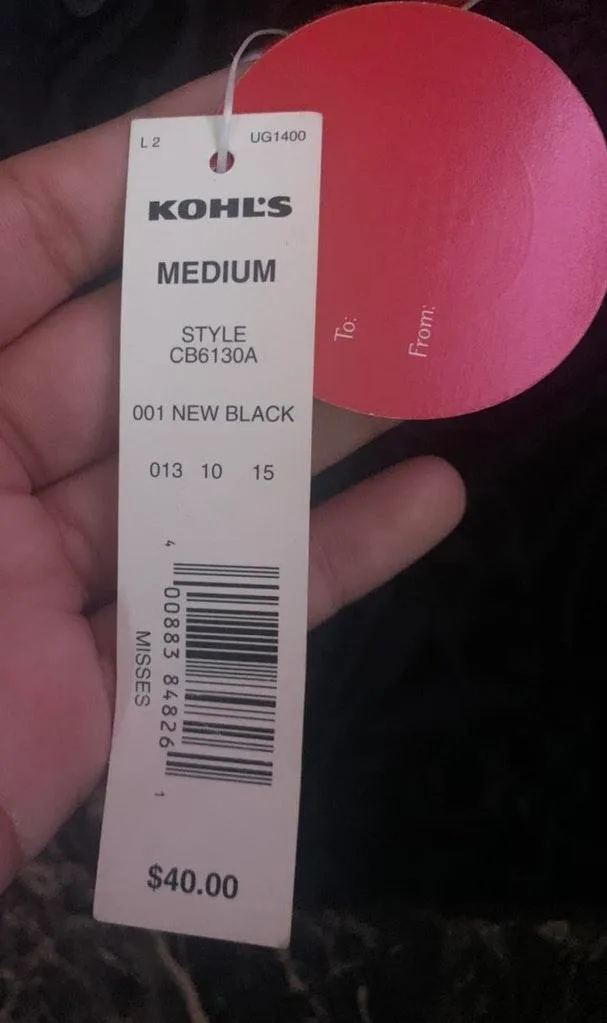 L 2 UG1400
KOHL'S
MEDIUM
STYLE
CB6130A
001 NEW BLACK
013 10 15
4 00883 84826 1
MISSES
$40.00
To:
From: